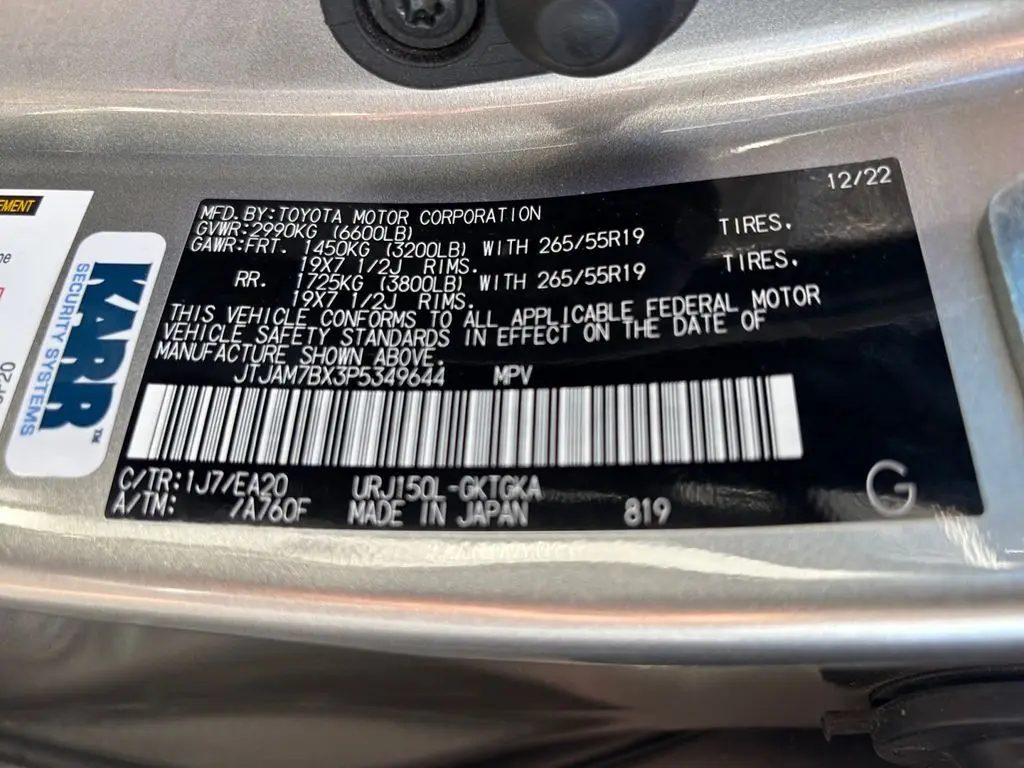 12/22
MFD. BY:TOYOTA MOTOR CORPORATION
GVWR:2990KG (6600LB)
GAWR:FRT. 1450KG (3200LB) WITH 265/55R19 TIRES.
19X7 1/2J RIMS.
RR. 1725KG (3800LB) WITH 265/55R19 TIRES.
19X7 1/2J RIMS.
THIS VEHICLE CONFORMS TO ALL APPLICABLE FEDERAL MOTOR
VEHICLE SAFETY STANDARDS IN EFFECT ON THE DATE OF
MANUFACTURE SHOWN ABOVE.
JTJAM7BX3P5349644 MPV
C/TR:1J7/EA20 URJ150L-GKTGKA
A/TM: /A760F MADE IN JAPAN 819
G
KARR™
SECURITY SYSTEMS